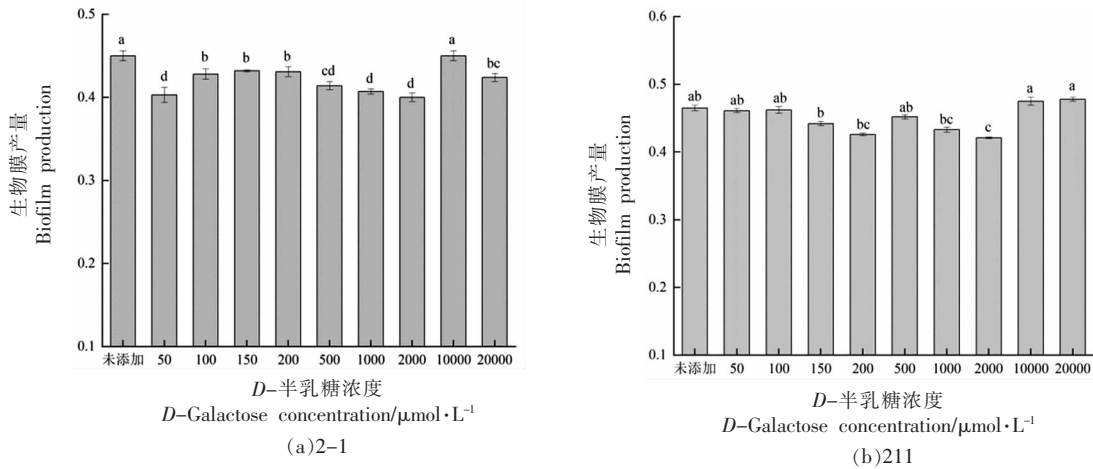 0.5
0.4
0.3
0.2
0.1
生物膜产量
Biofilm production
a
d
b
b
b
cd
d
d
a
bc
未添加 50 100 150 200 500 1000 2000 10000 20000
D-半乳糖浓度
D-Galactose concentration/μmol·L⁻¹
(a)2-1
0.6
0.5
0.4
0.3
0.2
0.1
生物膜产量
Biofilm production
ab
ab
ab
b
bc
ab
bc
c
a
a
未添加 50 100 150 200 500 1000 2000 10000 20000
D-半乳糖浓度
D-Galactose concentration/μmol·L⁻¹
(b)211